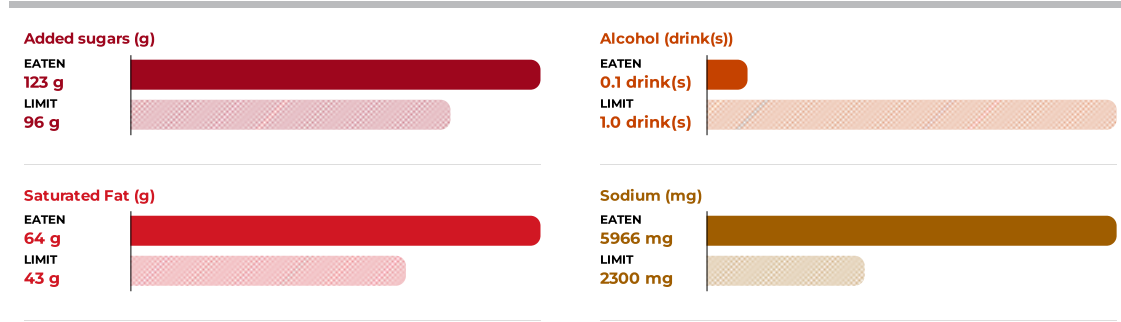 Added sugars (g)
EATEN
123 g
LIMIT
96 g
Alcohol (drink(s))
EATEN
0.1 drink(s)
LIMIT
1.0 drink(s)
Saturated Fat (g)
EATEN
64 g
LIMIT
43 g
Sodium (mg)
EATEN
5966 mg
LIMIT
2300 mg